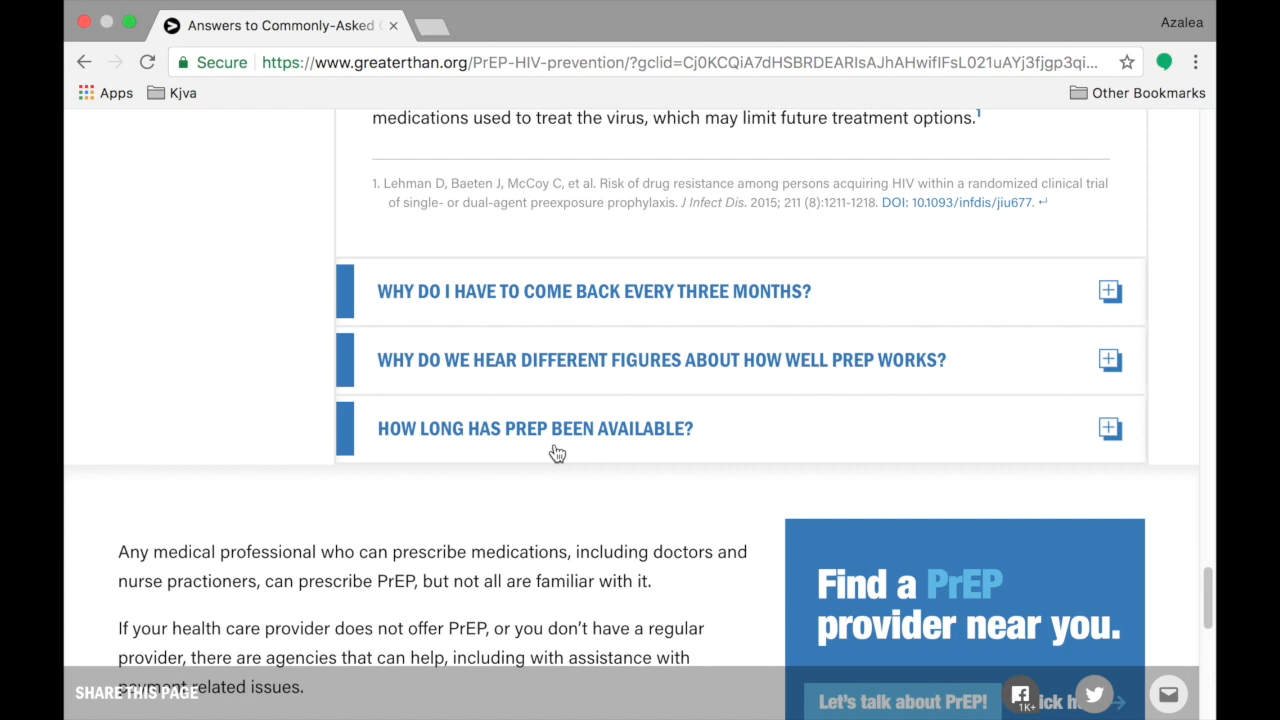 Answers to Commonly-Asked
Azalea
Secure
https://www.greaterthan.org/PrEP-HIV-prevention/?gclid=Cj0KCQiA7dHSBRDEARIsAJhAHwifIFsL021uAYj3fjgp3qi...
Apps
Kjva
Other Bookmarks
medications used to treat the virus, which may limit future treatment options.1
1. Lehman D, Baeten J, McCoy C, et al. Risk of drug resistance among persons acquiring HIV within a randomized clinical trial
of single- or dual-agent preexposure prophylaxis. J Infect Dis. 2015; 211 (8):1211-1218. DOI: 10.1093/infdis/jiu677. ↵
WHY DO I HAVE TO COME BACK EVERY THREE MONTHS?
WHY DO WE HEAR DIFFERENT FIGURES ABOUT HOW WELL PREP WORKS?
HOW LONG HAS PREP BEEN AVAILABLE?
Any medical professional who can prescribe medications, including doctors and
nurse practioners, can prescribe PrEP, but not all are familiar with it.
If your health care provider does not offer PrEP, or you don't have a regular
provider, there are agencies that can help, including with assistance with
payment related issues.
Find a PrEP
provider near you.
Let's talk about PrEP!
SHARE THIS PAGE
1K+